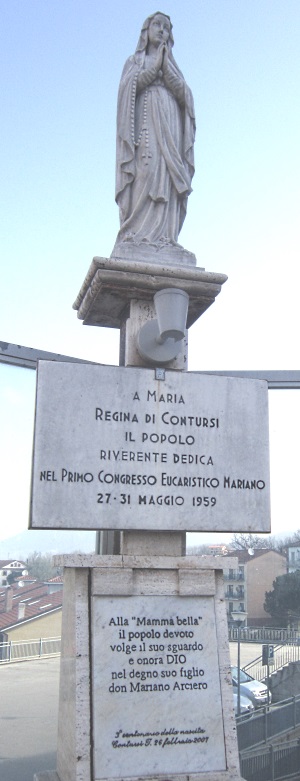 A MARIA
REGINA DI CONTURSI
IL POPOLO
RIVERENTE DEDICA
NEL PRIMO CONGRESSO EUCARISTICO MARIANO
27-31 MAGGIO 1959
Alla "Mamma bella"
il popolo devoto
volge il suo sguardo
e onora DIO
nel degno suo figlio
don Mariano Arciero
3° centenario della nascita
Contursi T. 26 febbraio 2007